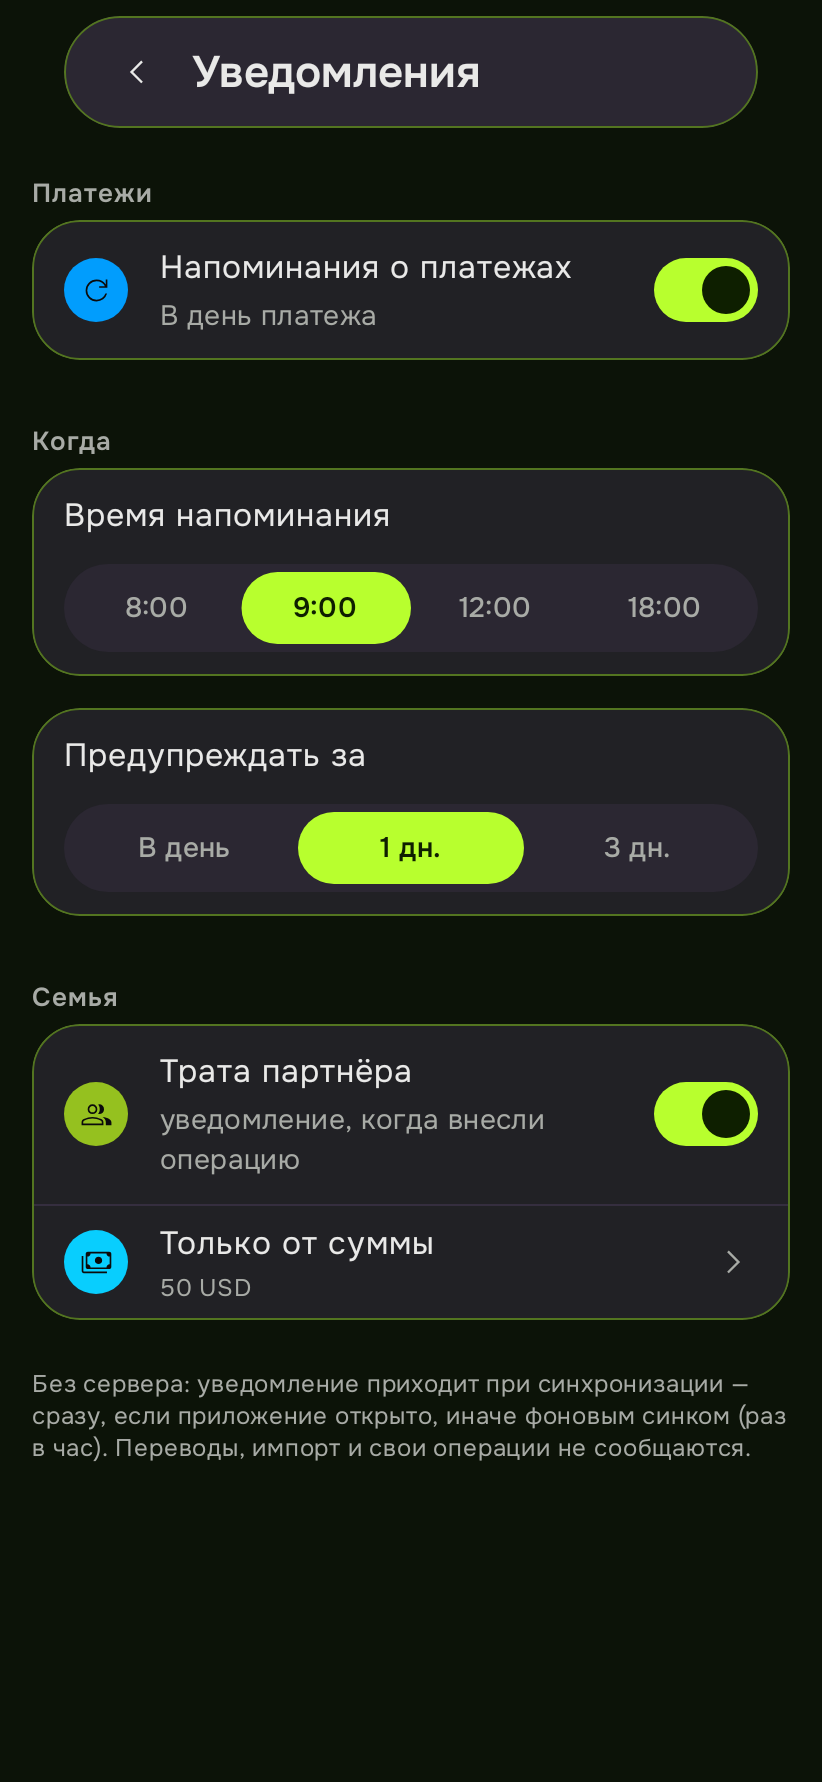 Уведомления
Платежи
Напоминания о платежах
В день платежа
Когда
Время напоминания
8:00 9:00 12:00 18:00
Предупреждать за
В день 1 дн. 3 дн.
Семья
Трата партнёра
уведомление, когда внесли
операцию
Только от суммы
50 USD
Без сервера: уведомление приходит при синхронизации —
сразу, если приложение открыто, иначе фоновым синком (раз
в час). Переводы, импорт и свои операции не сообщаются.